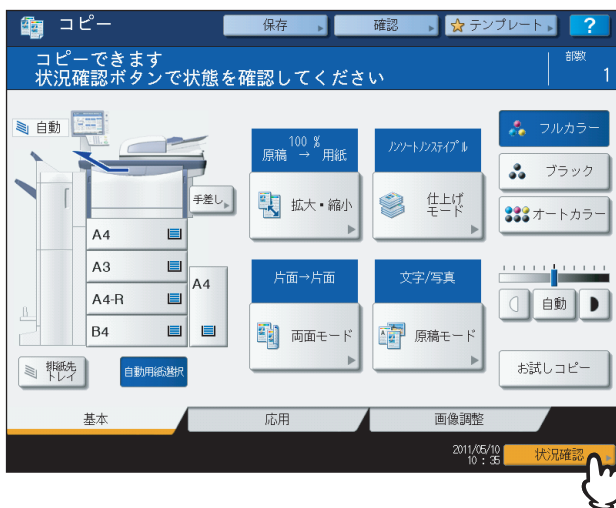 コピー
保存
確認
テンプレート
?
コピーできます
状況確認ボタンで状態を確認してください
部数
1
自動
手差し
A4
A3
A4-R
B4
A4
排紙先
トレイ
自動用紙選択
100 %
原稿 → 用紙
拡大・縮小
ノンソートノンステイプル
仕上げ
モード
片面→片面
両面モード
文字/写真
原稿モード
フルカラー
ブラック
オートカラー
自動
お試しコピー
基本
応用
画像調整
2011/05/10
10 : 35
状況確認